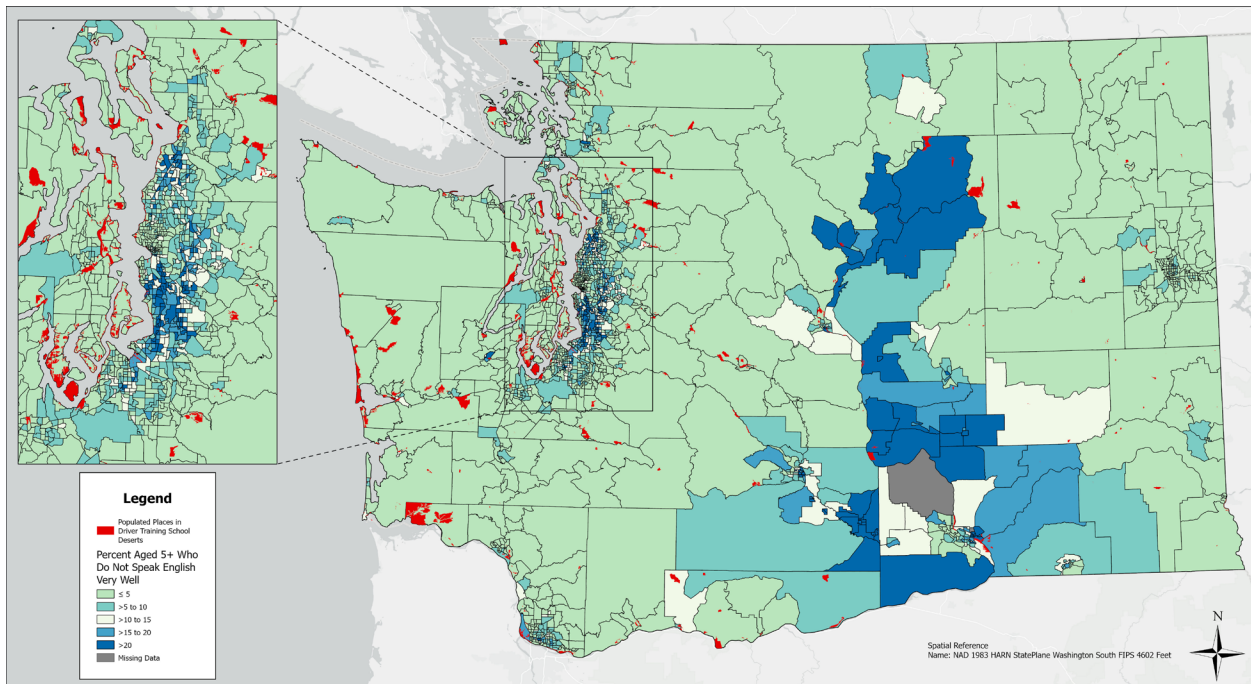 Legend
Populated Places in
Driver Training School
Deserts
Percent Aged 5+ Who
Do Not Speak English
Very Well
≤ 5
>5 to 10
>10 to 15
>15 to 20
>20
Missing Data
N
Spatial Reference
Name: NAD 1983 HARN StatePlane Washington South FIPS 4602 Feet